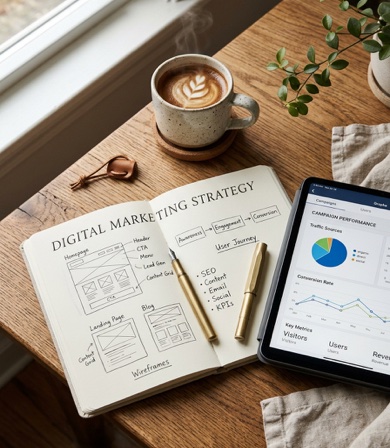 DIGITAL MARKETING STRATEGY
Homepage
Header
CTA
Menu
Lead Gen
Content Grid
CTA
Landing Page
Content Grid
Blog
Wireframes
Awareness
Engagement
Conversion
User Journey
• SEO
• Content
• Email
• Social
• KPIs
Campaigns
CAMPAIGN PERFORMANCE
Traffic Sources
Conversion Rate
Key Metrics
Visitors
Users
Visitors
Users